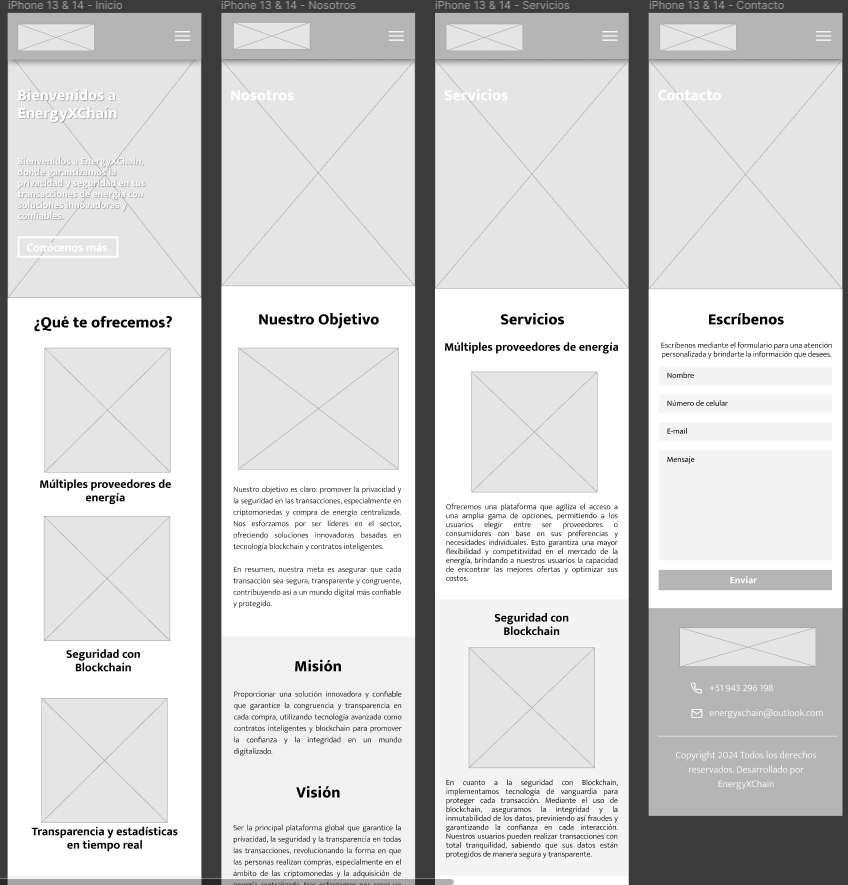 iPhone 13 & 14 - Inicio
Bienvenidos a
EnergyXChain
Bienvenidos a EnergyXChain,
donde garantizamos la
privacidad y seguridad en tus
transacciones de energía con
soluciones innovadoras y
confiables.
Conócenos más
¿Qué te ofrecemos?
Múltiples proveedores de
energía
Seguridad con
Blockchain
Transparencia y estadísticas
en tiempo real
iPhone 13 & 14 - Nosotros
Nosotros
Nuestro Objetivo
Nuestro objetivo es claro: promover la privacidad y
la seguridad en las transacciones, especialmente en
criptomonedas y compra de energía centralizada.
Nos esforzamos por ser líderes en el sector,
ofreciendo soluciones innovadoras basadas en
tecnología blockchain y contratos inteligentes.
En resumen, nuestra meta es asegurar que cada
transacción sea segura, transparente y congruente,
contribuyendo así a un mundo digital más confiable
y protegido.
Misión
Proporcionar una solución innovadora y confiable
que garantice la congruencia y transparencia en
cada compra, utilizando tecnología avanzada como
contratos inteligentes y blockchain para promover
la confianza y la integridad en un mundo
digitalizado.
Visión
Ser la principal plataforma global que garantice la
privacidad, la seguridad y la transparencia en todas
las transacciones, revolucionando la forma en que
las personas realizan compras, especialmente en el
ámbito de las criptomonedas y la adquisición de
energía centralizada. Nos esforzamos por crear un
iPhone 13 & 14 - Servicios
Servicios
Servicios
Múltiples proveedores de energía
Ofrecemos una plataforma que agiliza el acceso a
una amplia gama de opciones, permitiendo a los
usuarios elegir entre ser proveedores o
consumidores con base en sus preferencias y
necesidades individuales. Esto garantiza una mayor
flexibilidad y competitividad en el mercado de la
energía, brindando a nuestros usuarios la capacidad
de encontrar las mejores ofertas y optimizar sus
costos.
Seguridad con
Blockchain
En cuanto a la seguridad con Blockchain,
implementamos tecnología de vanguardia para
proteger cada transacción. Mediante el uso de
blockchain, aseguramos la integridad y la
inmutabilidad de los datos, previniendo así fraudes y
garantizando la confianza en cada interacción.
Nuestros usuarios pueden realizar transacciones con
total tranquilidad, sabiendo que sus datos están
protegidos de manera segura y transparente.
iPhone 13 & 14 - Contacto
Contacto
Escríbenos
Escríbenos mediante el formulario para una atención
personalizada y brindarte la información que desees.
Nombre
Número de celular
E-mail
Mensaje
Enviar
+51 943 296 198
energyxchain@outlook.com
Copyright 2024 Todos los derechos
reservados. Desarrollado por
EnergyXChain